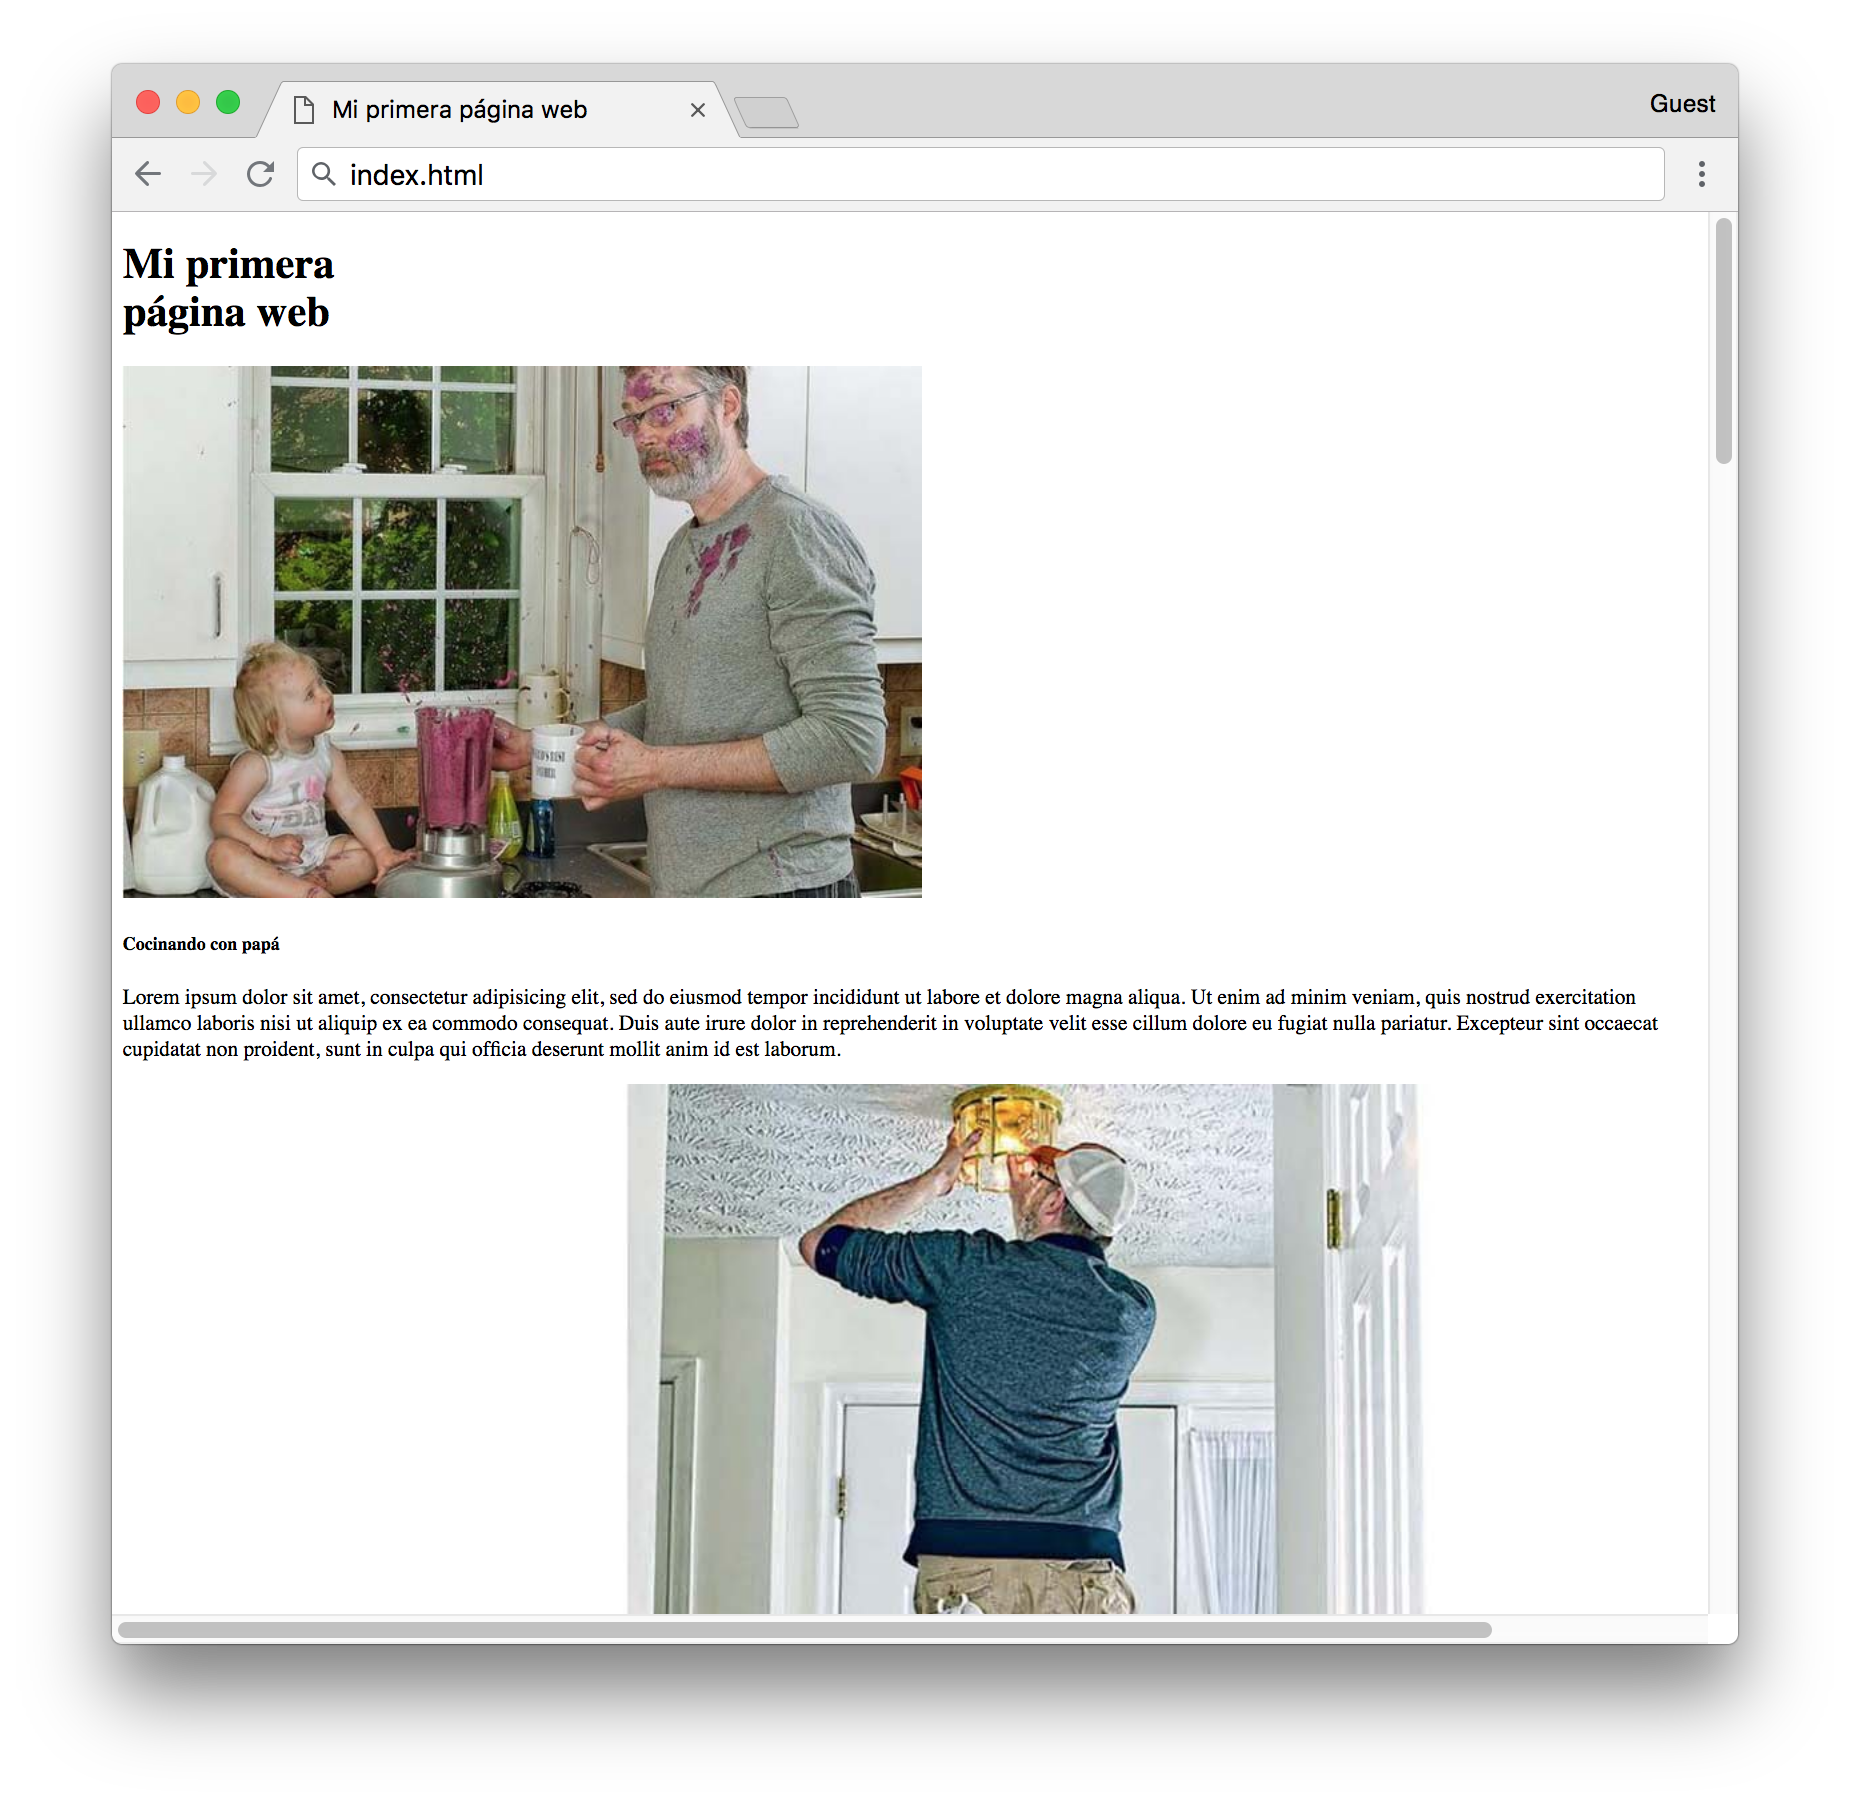 Mi primera página web
Guest
index.html
Mi primera
página web
Cocinando con papá
Lorem ipsum dolor sit amet, consectetur adipisicing elit, sed do eiusmod tempor incididunt ut labore et dolore magna aliqua. Ut enim ad minim veniam, quis nostrud exercitation
ullamco laboris nisi ut aliquip ex ea commodo consequat. Duis aute irure dolor in reprehenderit in voluptate velit esse cillum dolore eu fugiat nulla pariatur. Excepteur sint occaecat
cupidatat non proident, sunt in culpa qui officia deserunt mollit anim id est laborum.